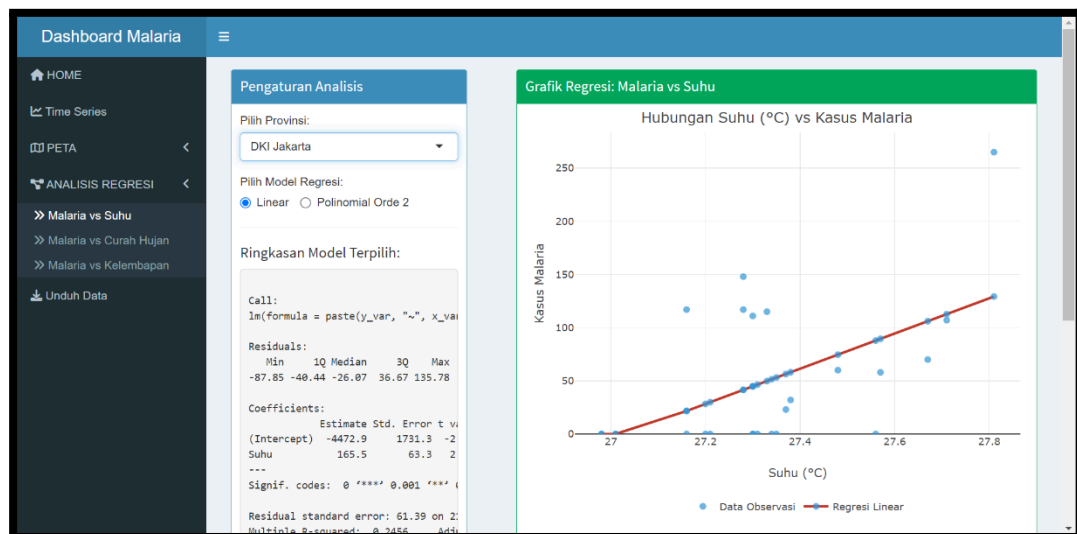 Dashboard Malaria
HOME
Time Series
PETA
ANALISIS REGRESI
Malaria vs Suhu
Malaria vs Curah Hujan
Malaria vs Kelembapan
Unduh Data
Pengaturan Analisis
Pilih Provinsi:
DKI Jakarta
Pilih Model Regresi:
Linear Polinomial Orde 2
Ringkasan Model Terpilih:
Call:
lm(formula = paste(y_var, "~", x_var
Residuals:
Min 1Q Median 3Q Max
-87.85 -40.44 -26.07 36.67 135.78
Coefficients:
Estimate Std. Error t va
(Intercept) -4472.9 1731.3 -2
Suhu 165.5 63.3 2
---
Signif. codes: 0 ‘***’ 0.001 ‘**’
Residual standard error: 61.39 on 21
Multiple R-squared: 0.2456, Adju
Grafik Regresi: Malaria vs Suhu
Hubungan Suhu (°C) vs Kasus Malaria
Kasus Malaria
250
200
150
100
50
0
27 27.2 27.4 27.6 27.8
Suhu (°C)
Data Observasi Regresi Linear